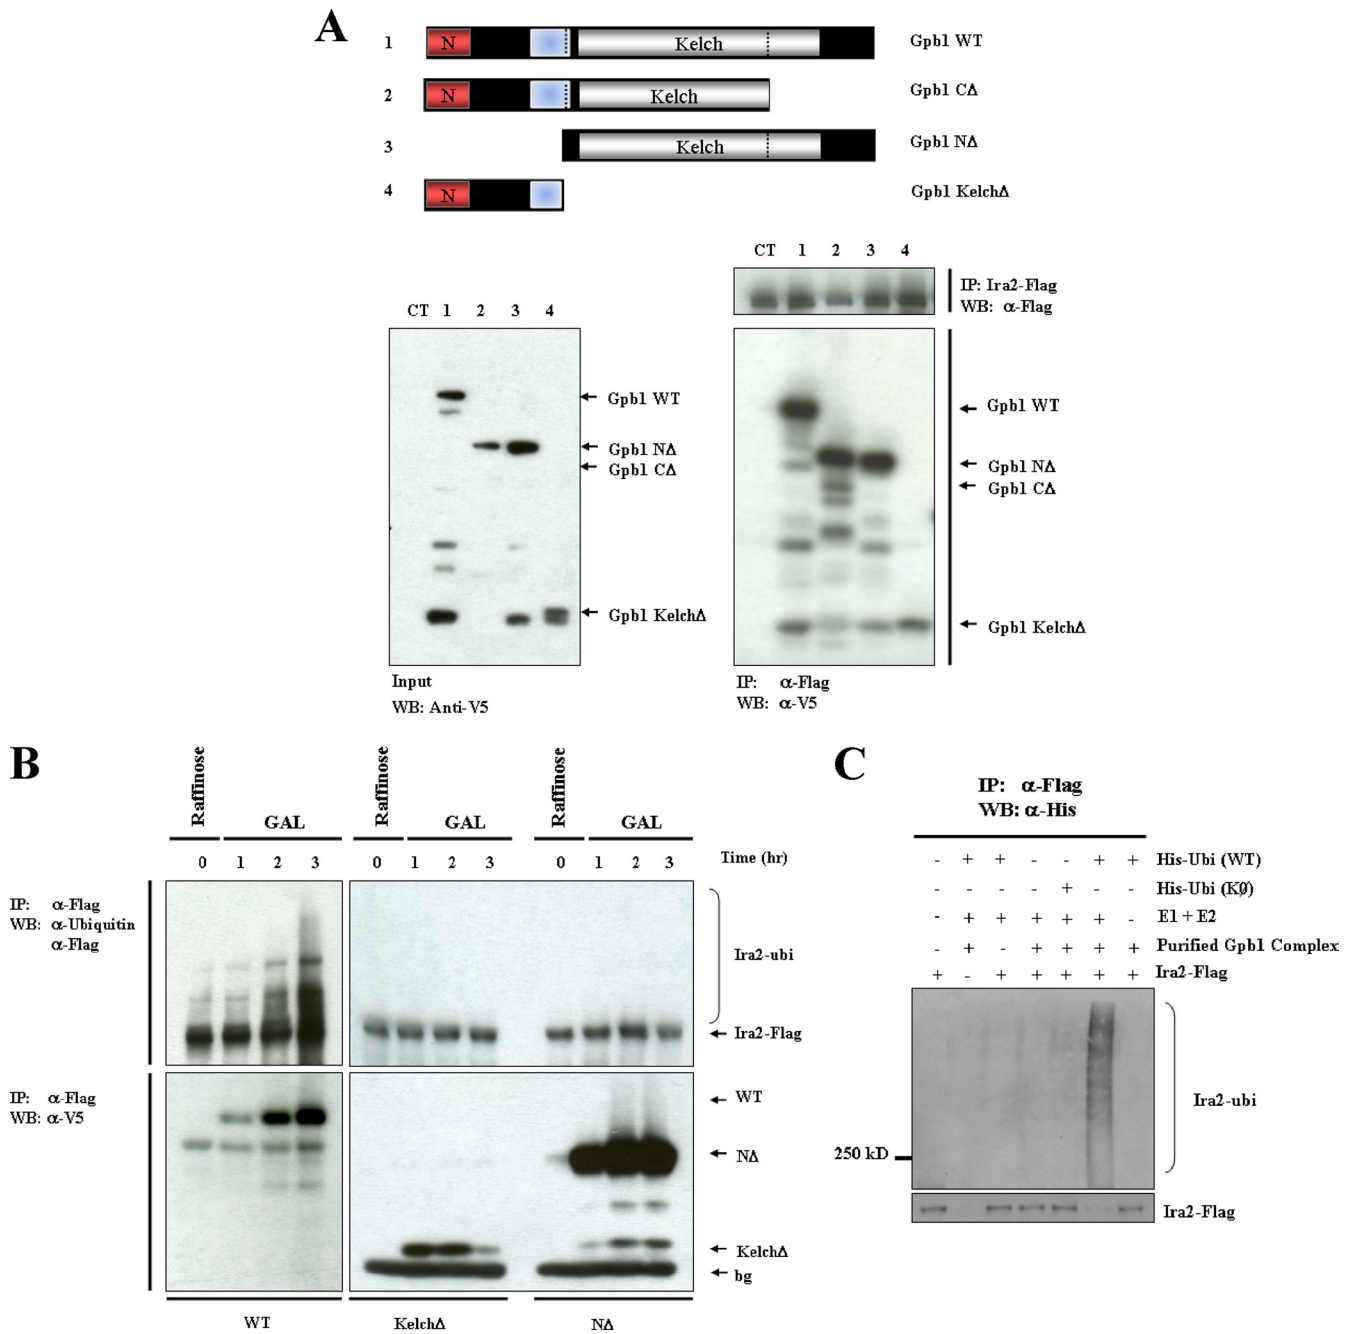 A
1 N Kelch Gpb1 WT
2 N Kelch Gpb1 CΔ
3 Kelch Gpb1 NΔ
4 N Gpb1 KelchΔ
CT 1 2 3 4
Gpb1 WT
Gpb1 NΔ
Gpb1 CΔ
Gpb1 KelchΔ
Input
WB: Anti-V5
CT 1 2 3 4
IP: Ira2-Flag
WB: α-Flag
Gpb1 WT
Gpb1 NΔ
Gpb1 CΔ
Gpb1 KelchΔ
IP: α-Flag
WB: α-V5
B
Raffinose GAL Raffinose GAL Raffinose GAL
0 1 2 3 0 1 2 3 0 1 2 3 Time (hr)
IP: α-Flag
WB: α-Ubiquitin
α-Flag
Ira2-ubi
Ira2-Flag
IP: α-Flag
WB: α-V5
WT
NΔ
KelchΔ
bg
WT KelchΔ NΔ
C
IP: α-Flag
WB: α-His
- + + - - + + His-Ubi (WT)
- - - - + - - His-Ubi (KØ)
- + + + + + - E1 + E2
- + - + + + + Purified Gpb1 Complex
+ - + + + + + Ira2-Flag
250 kD
Ira2-ubi
Ira2-Flag